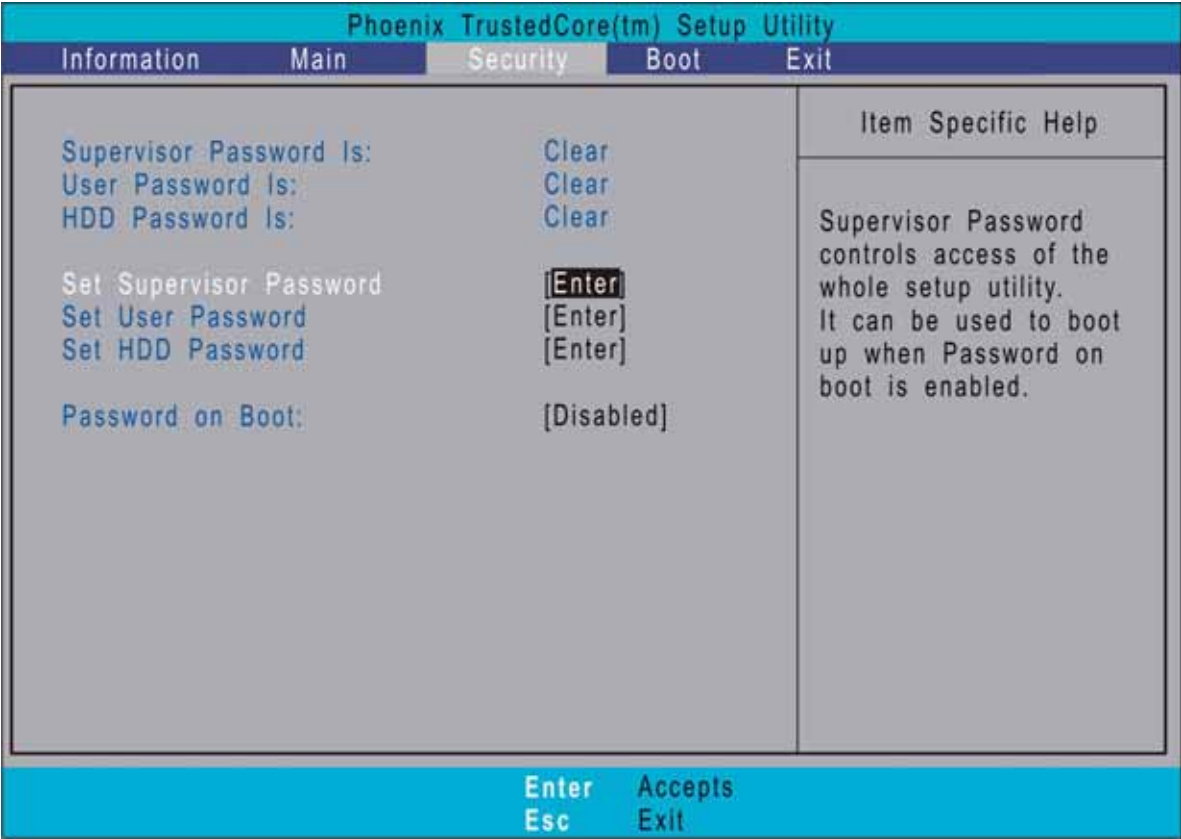 Phoenix TrustedCore(tm) Setup Utility
Information Main Security Boot Exit
Supervisor Password Is: Clear
User Password Is: Clear
HDD Password Is: Clear
Set Supervisor Password [Enter]
Set User Password [Enter]
Set HDD Password [Enter]
Password on Boot: [Disabled]
Item Specific Help
Supervisor Password
controls access of the
whole setup utility.
It can be used to boot
up when Password on
boot is enabled.
Enter Accepts
Esc Exit